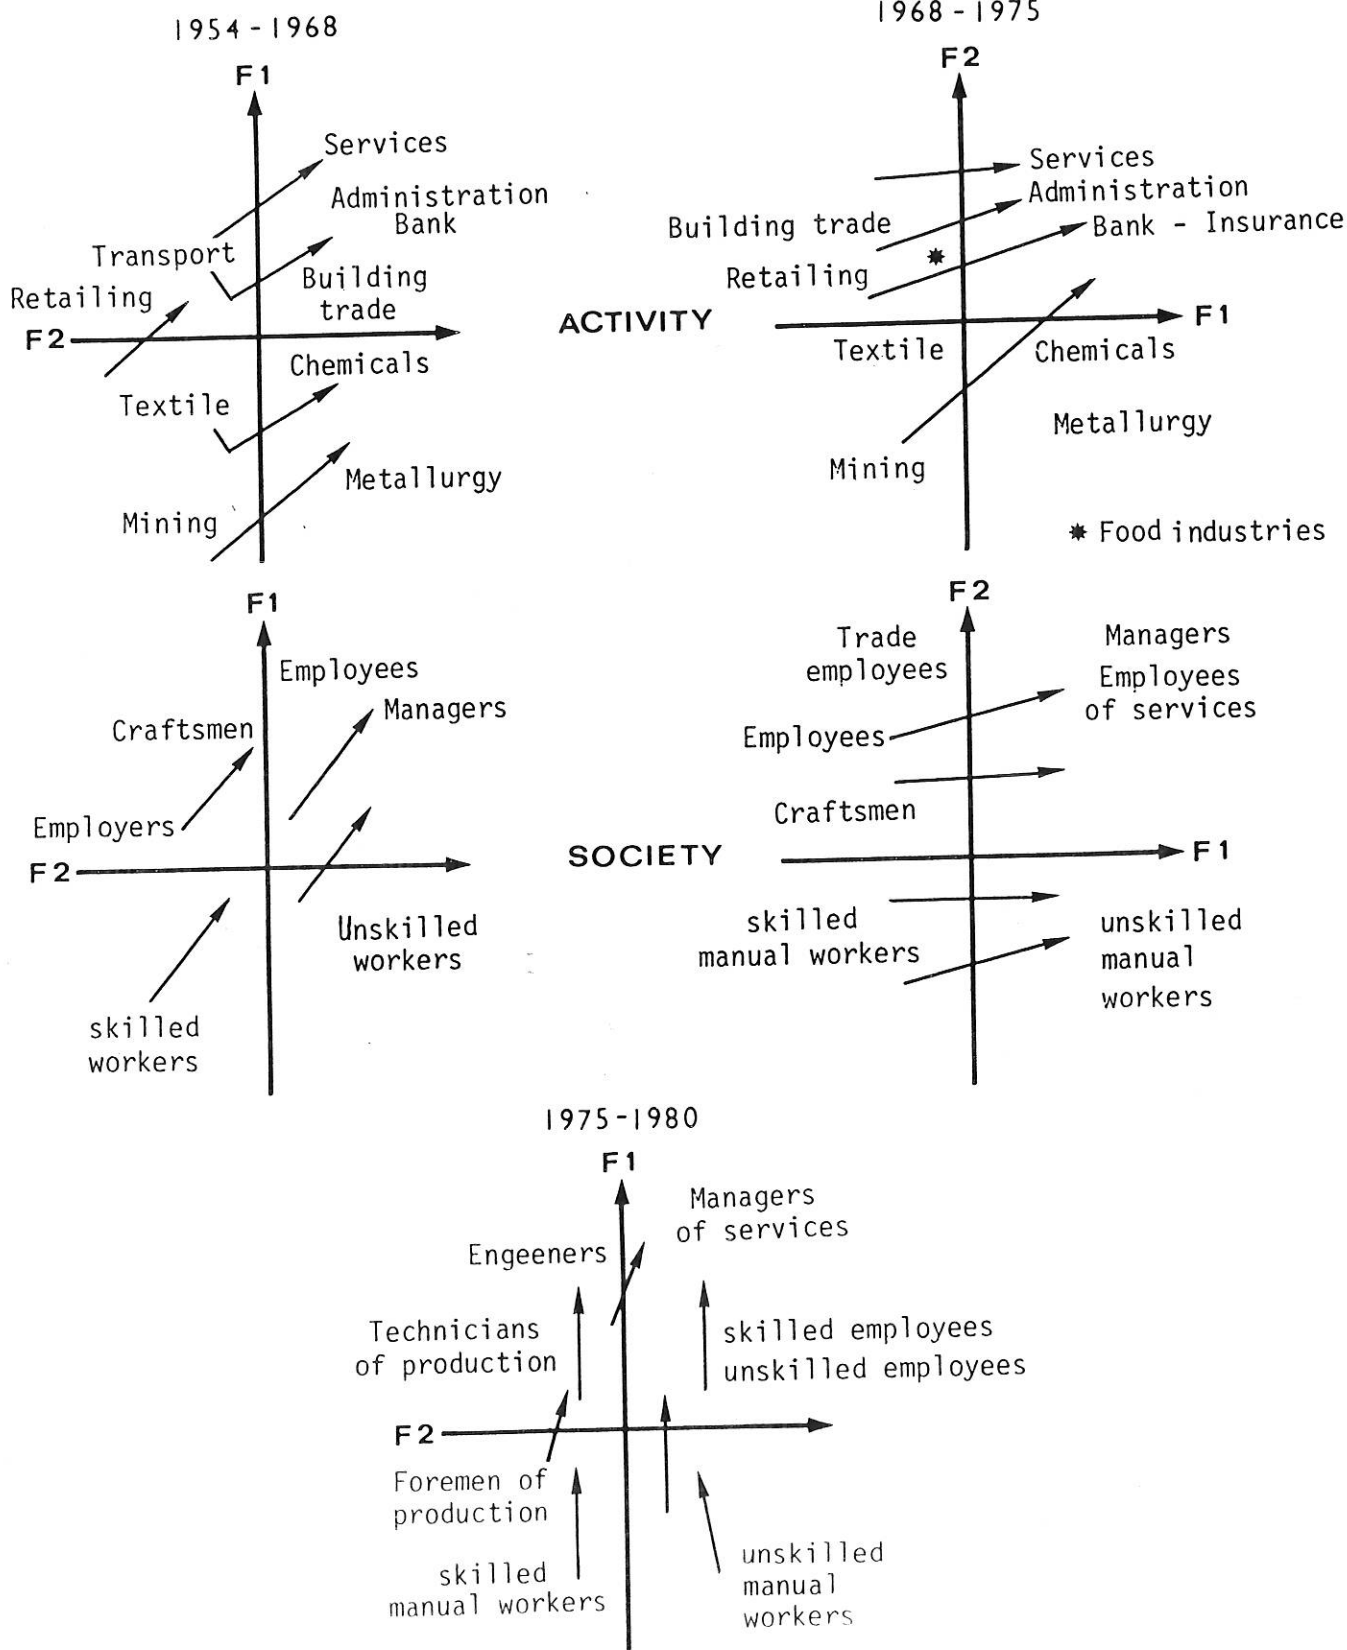 1954-1968
F1
Services
Administration
Bank
Transport
Building
trade
Retailing
F2
Chemicals
Textile
Metallurgy
Mining
1968-1975
F2
Services
Administration
Building trade
Bank - Insurance
Retailing
F1
Textile
Chemicals
Metallurgy
Mining
Food industries
ACTIVITY
F1
Employees
Managers
Craftsmen
Employers
F2
Unskilled
workers
skilled
workers
SOCIETY
F2
Trade
employees
Managers
Employees
of services
Employees
Craftsmen
F1
skilled
manual workers
unskilled
manual
workers
1975-1980
F1
Managers
of services
Engeeners
Technicians
of production
skilled employees
unskilled employees
F2
Foremen of
production
skilled
manual workers
unskilled
manual
workers